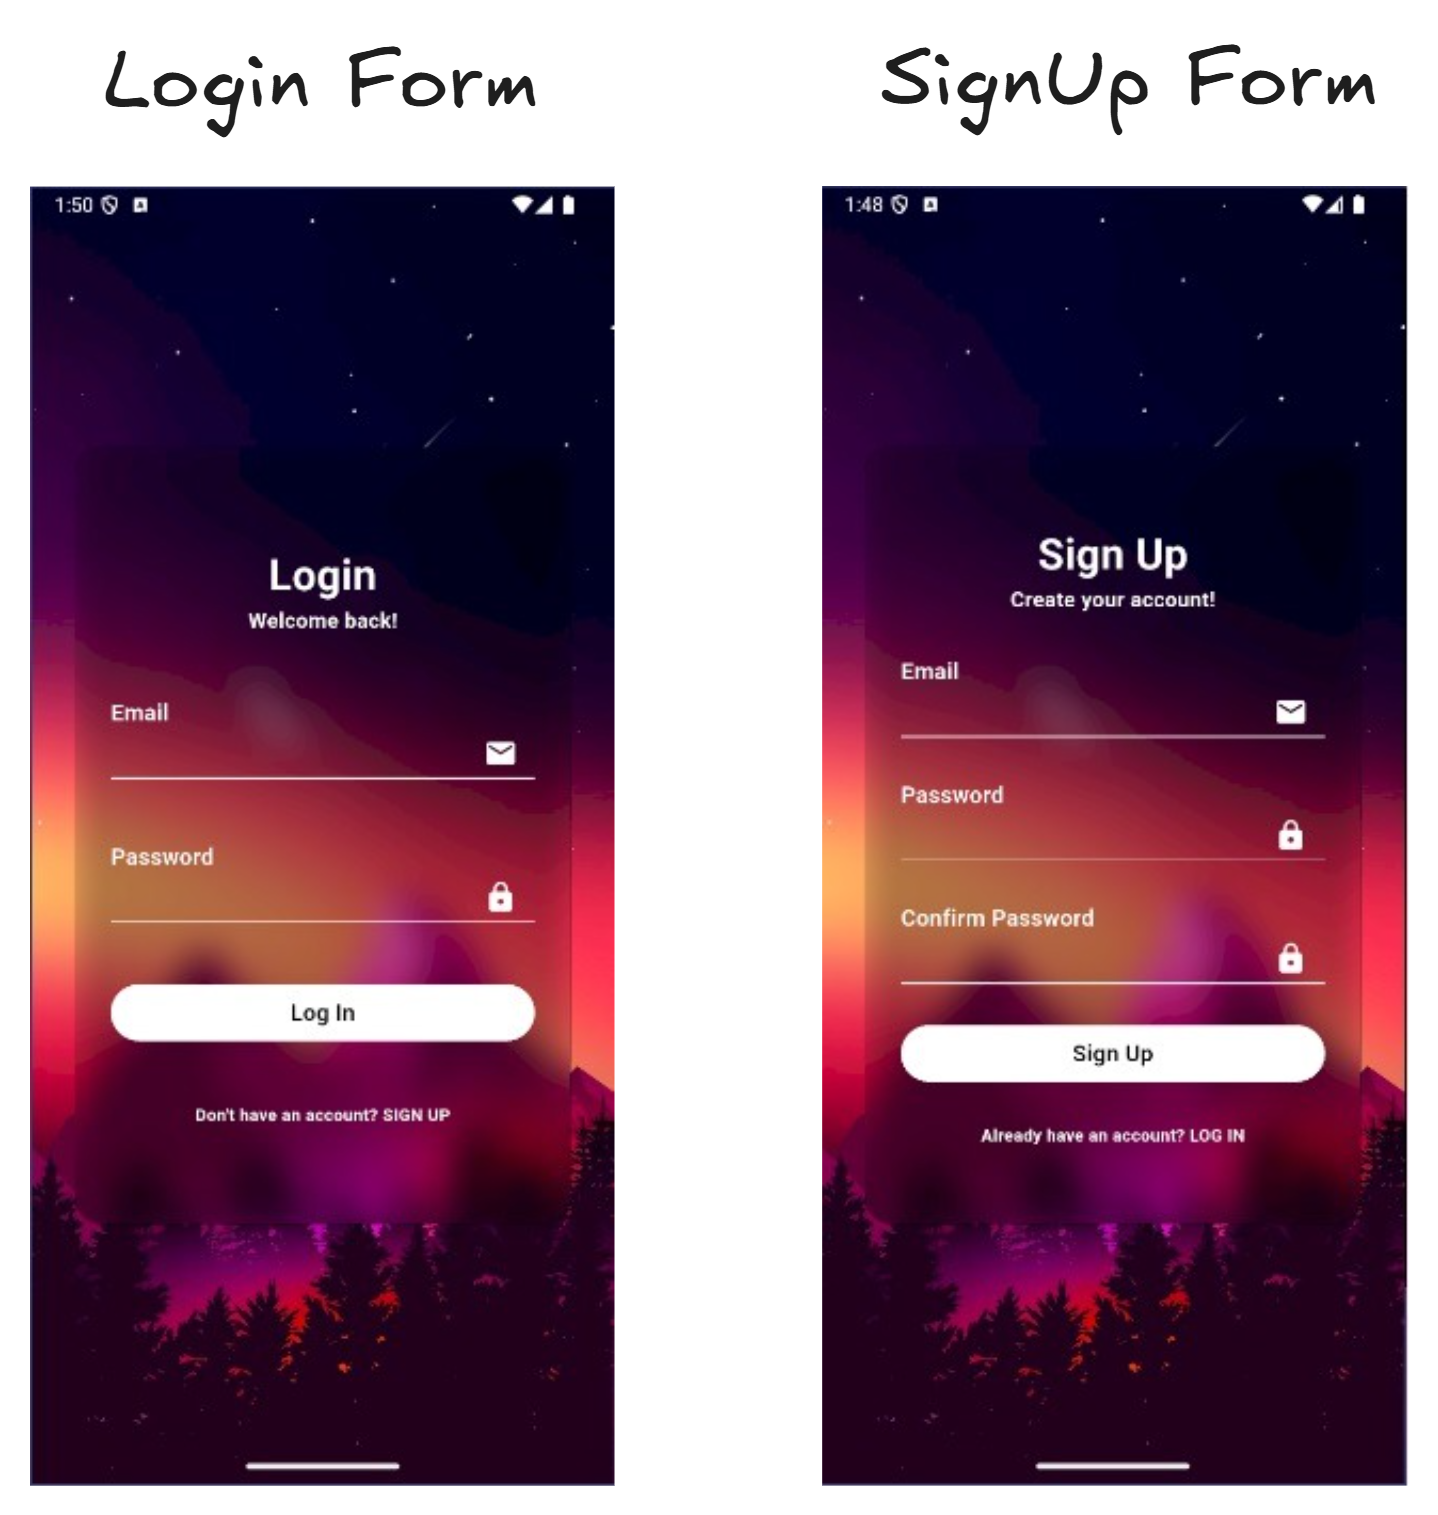 Login Form
1:50
Login
Welcome back!
Email
Password
Log In
Don't have an account? SIGN UP
SignUp Form
1:48
Sign Up
Create your account!
Email
Password
Confirm Password
Sign Up
Already have an account? LOG IN